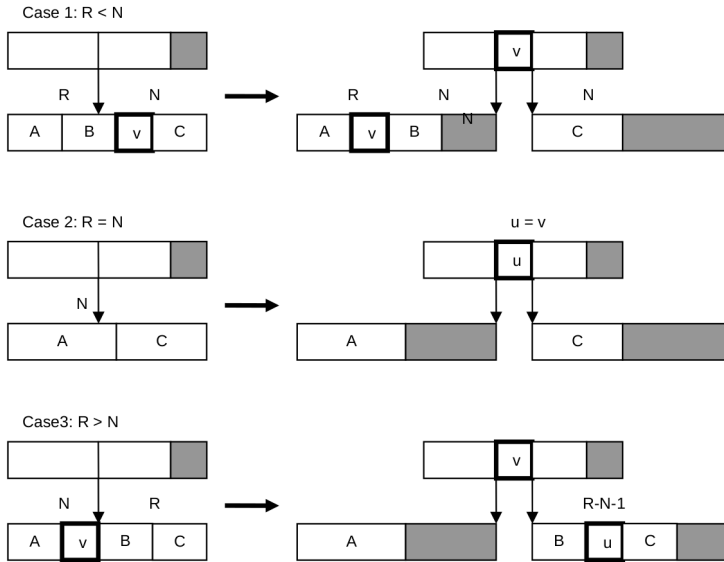 Case 1: R < N
v
R N R N N N
A B v C A v B C
Case 2: R = N u = v
u
N
A C A C
Case3: R > N
v
N R R-N-1
A v B C A B u C